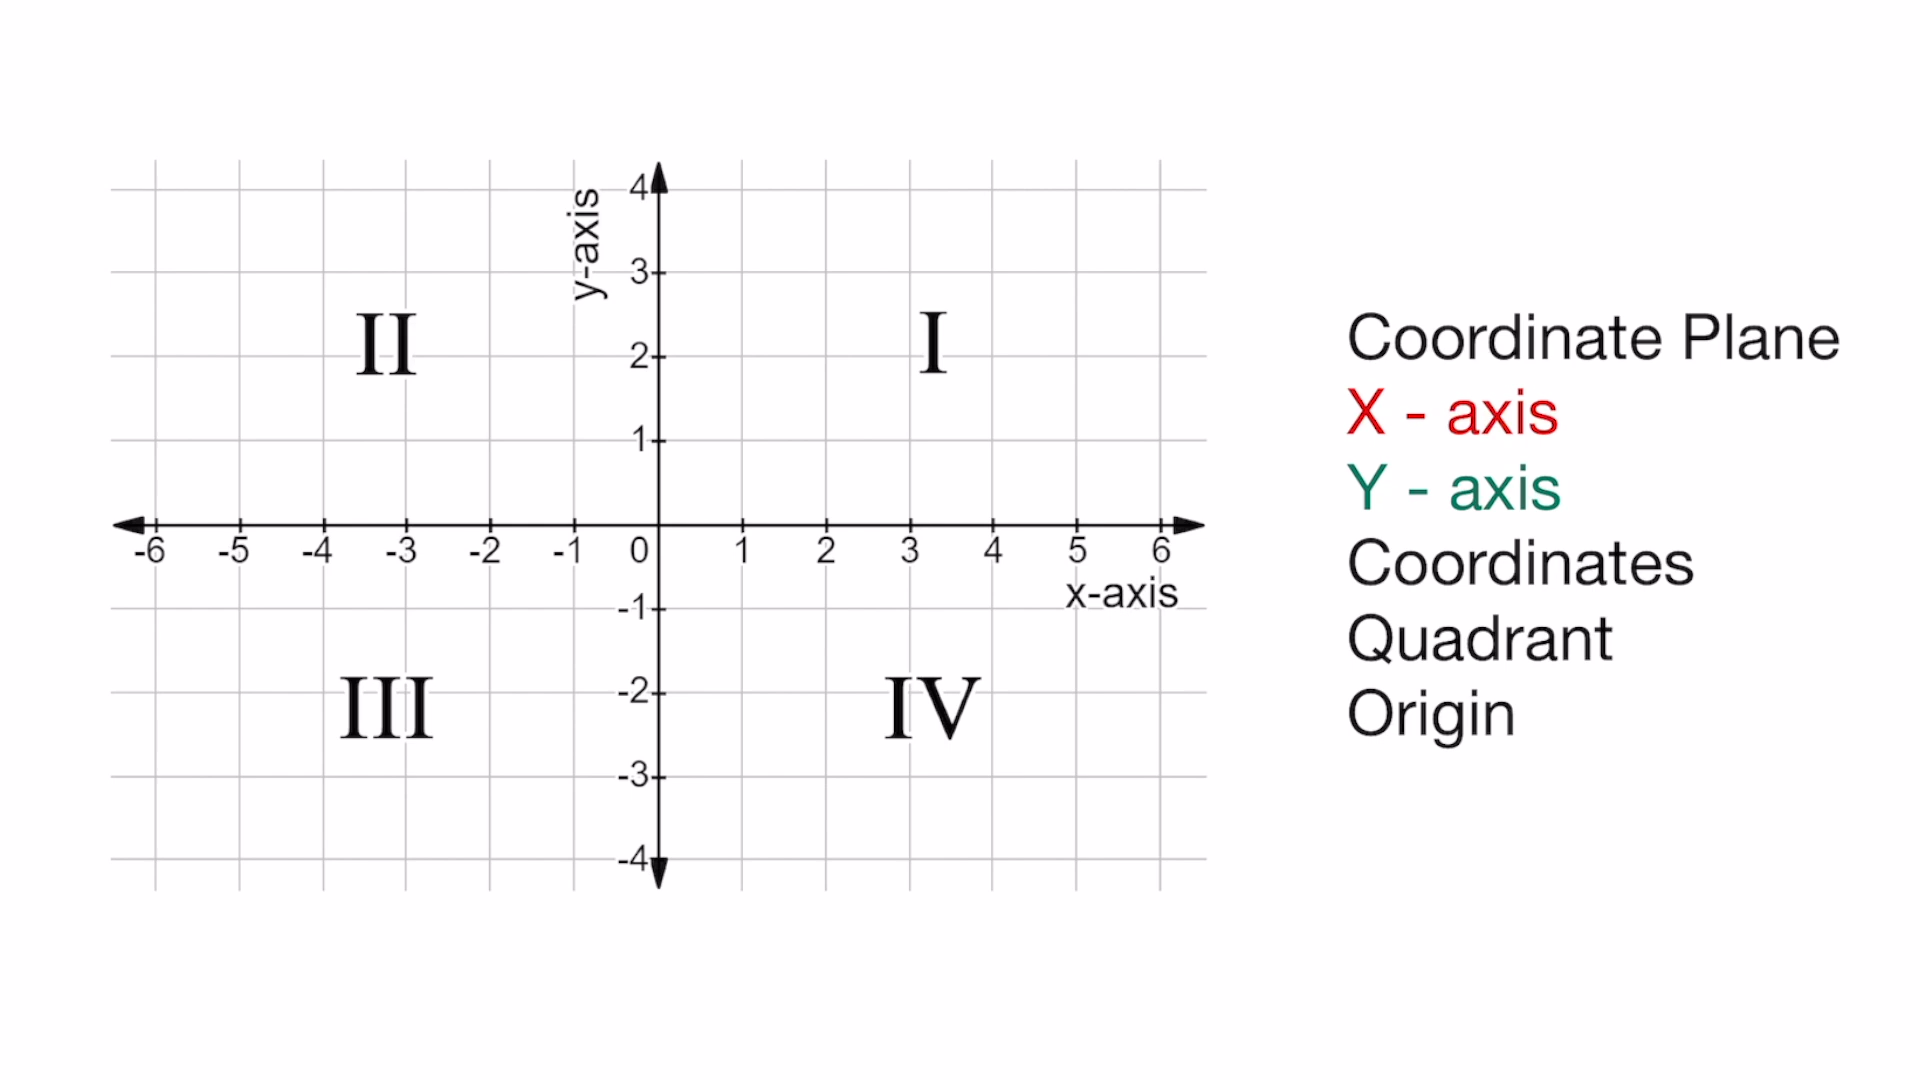 4
y-axis
3
II
I
2
1
-6 -5 -4 -3 -2 -1 0 1 2 3 4 5 6
x-axis
-1
III
-2
IV
-3
-4
Coordinate Plane
X - axis
Y - axis
Coordinates
Quadrant
Origin